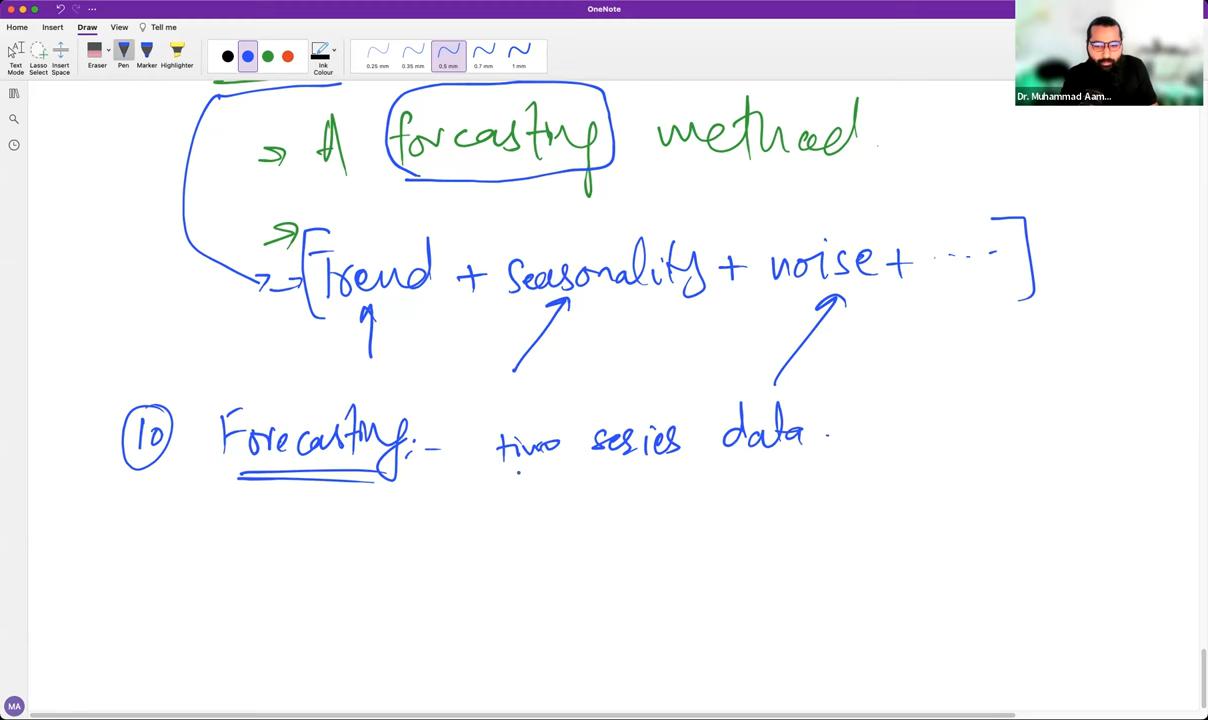 OneNote
Home Insert Draw View Tell me
Text Mode Lasso Select Insert Space Eraser Pen Marker Highlighter Ink Colour 0.25 mm 0.35 mm 0.5 mm 0.7 mm 1 mm
Dr. Muhammad Aam...
→ A forcasting method.
→ ⇒ [Trend + seasonality + noise + ....]
10 Forecasting:- time series data.
MA